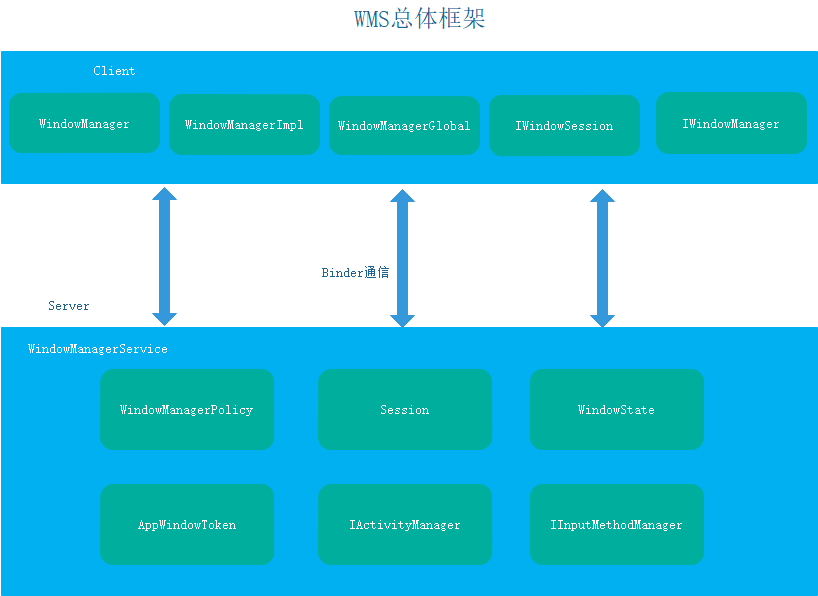 WMS总体框架
Client
WindowManager
WindowManagerImpl
WindowManagerGlobal
IWindowSession
IWindowManager
Binder通信
Server
WindowManagerService
WindowManagerPolicy
Session
WindowState
AppWindowToken
IActivityManager
IInputMethodManager